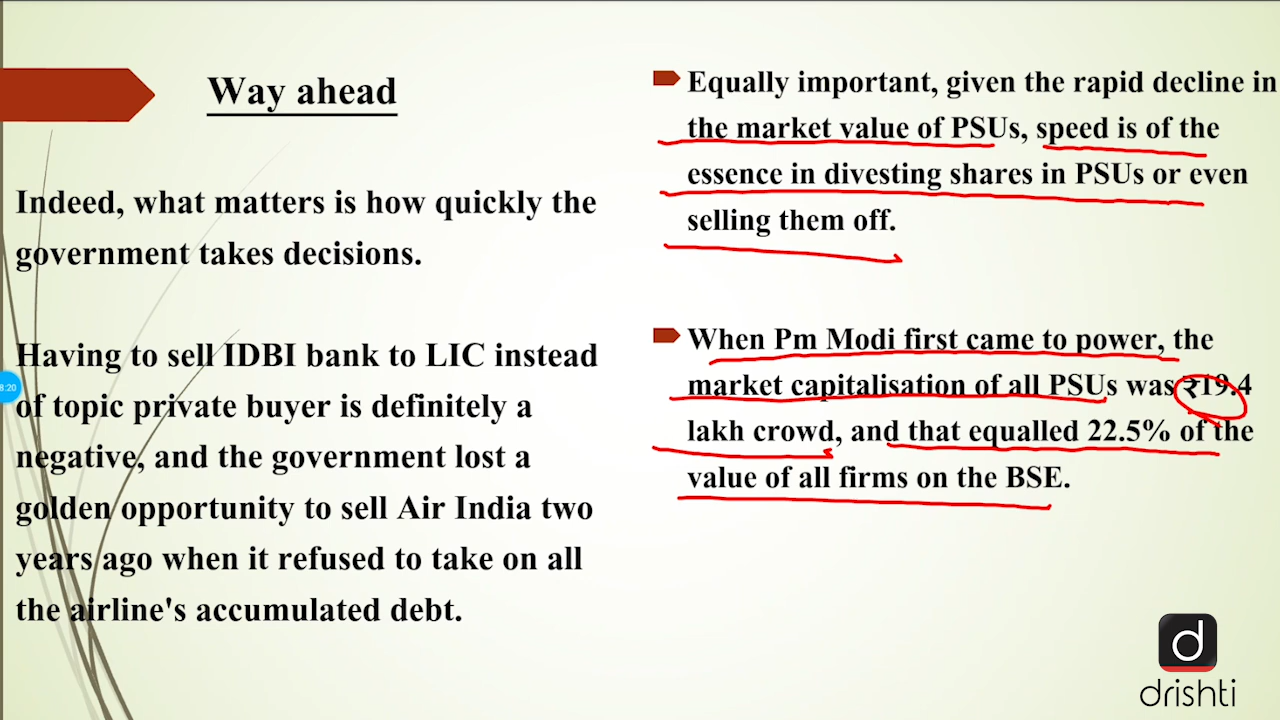 Way ahead
Indeed, what matters is how quickly the
government takes decisions.
Having to sell IDBI bank to LIC instead
of topic private buyer is definitely a
negative, and the government lost a
golden opportunity to sell Air India two
years ago when it refused to take on all
the airline's accumulated debt.
Equally important, given the rapid decline in
the market value of PSUs, speed is of the
essence in divesting shares in PSUs or even
selling them off.
When Pm Modi first came to power, the
market capitalisation of all PSUs was ₹19.4
lakh crowd, and that equalled 22.5% of the
value of all firms on the BSE.
8:20
d
drishti